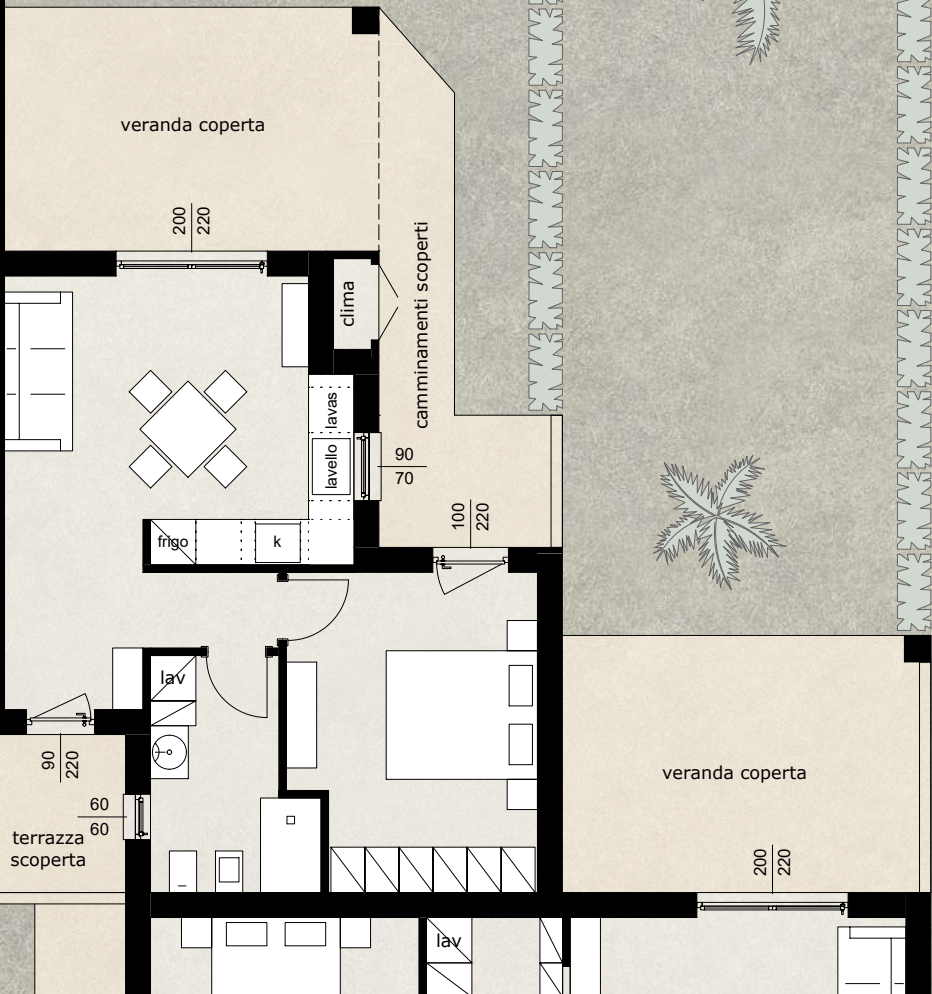 veranda coperta
200
220
clima
camminamenti scoperti
lavas
lavello
90
70
100
220
frigo
k
lav
90
220
60
60
terrazza
scoperta
veranda coperta
200
220
lav